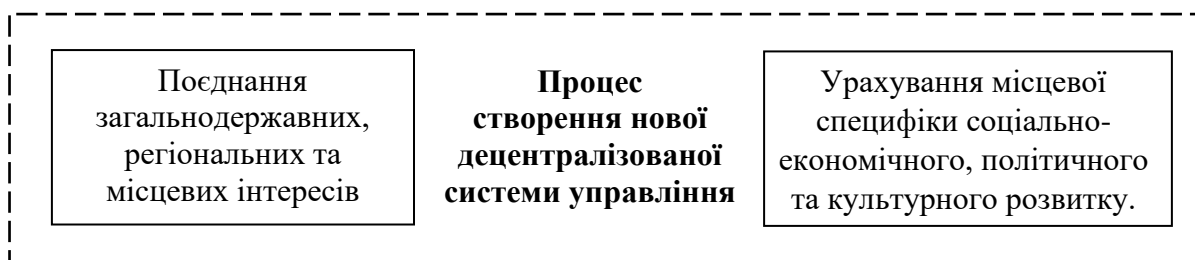 Поєднання
загальнодержавних,
регіональних та
місцевих інтересів
Процес
створення нової
децентралізованої
системи управління
Урахування місцевої
специфіки соціально-
економічного, політичного
та культурного розвитку.